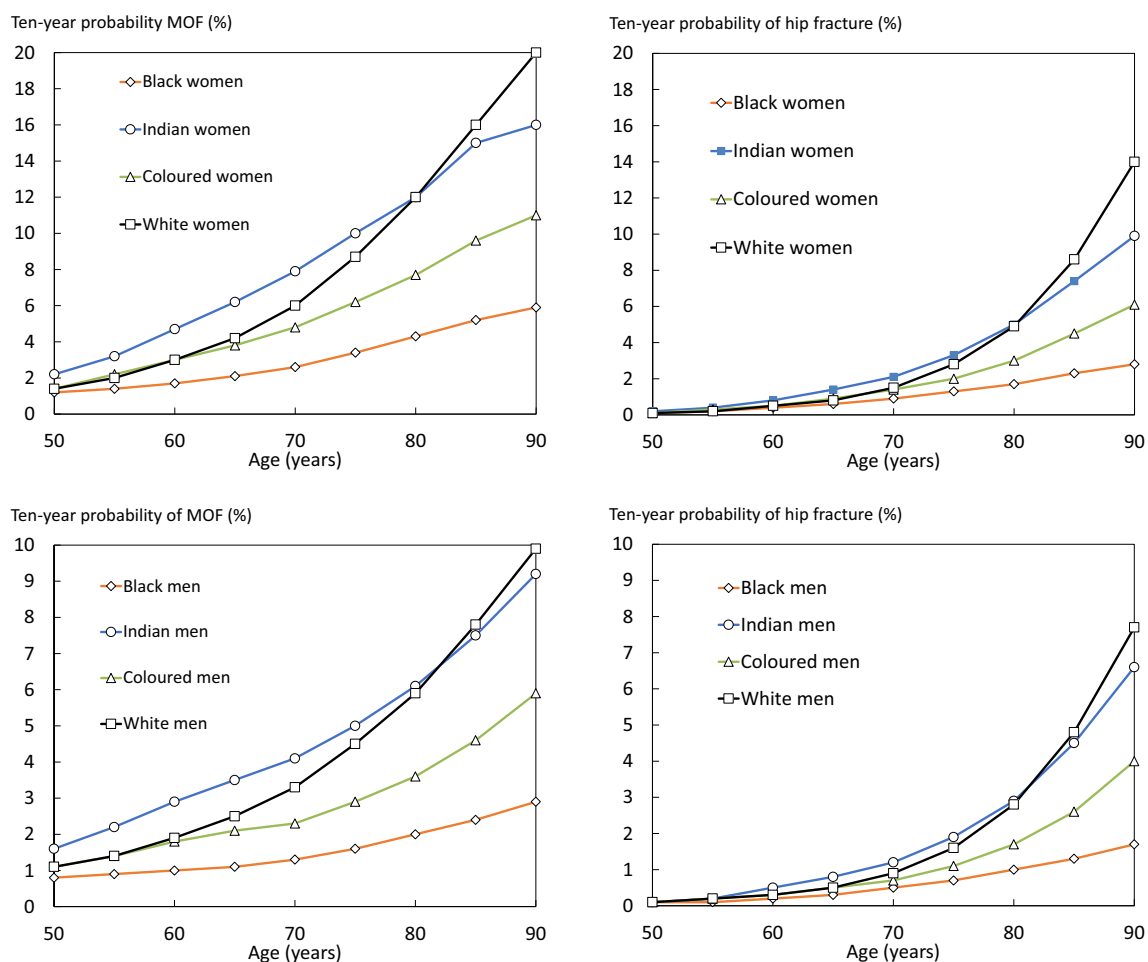 Ten-year probability MOF (%)
20
18
16
14
12
10
8
6
4
2
0
Black women
Indian women
Coloured women
White women
50 60 70 80 90
Age (years)
Ten-year probability of hip fracture (%)
20
18
16
14
12
10
8
6
4
2
0
Black women
Indian women
Coloured women
White women
50 60 70 80 90
Age (years)
Ten-year probability of MOF (%)
10
9
8
7
6
5
4
3
2
1
0
Black men
Indian men
Coloured men
White men
50 60 70 80 90
Age (years)
Ten-year probability of hip fracture (%)
10
9
8
7
6
5
4
3
2
1
0
Black men
Indian men
Coloured men
White men
50 60 70 80 90
Age (years)